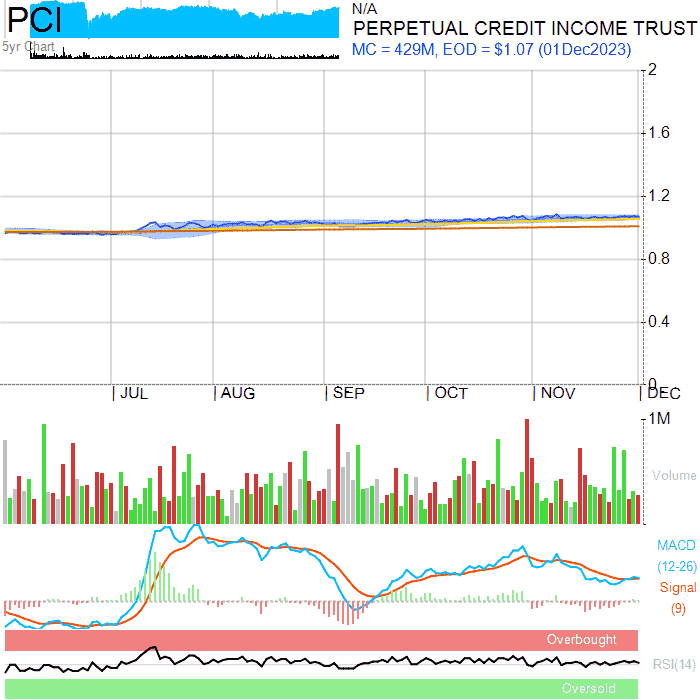 PCI
N/A
PERPETUAL CREDIT INCOME TRUST
5yr Chart
MC = 429M, EOD = $1.07 (01Dec2023)
2
1.6
1.2
0.8
0.4
0
JUL AUG SEP OCT NOV DEC
1M
Volume
MACD
(12-26)
Signal
(9)
Overbought
RSI(14)
Oversold